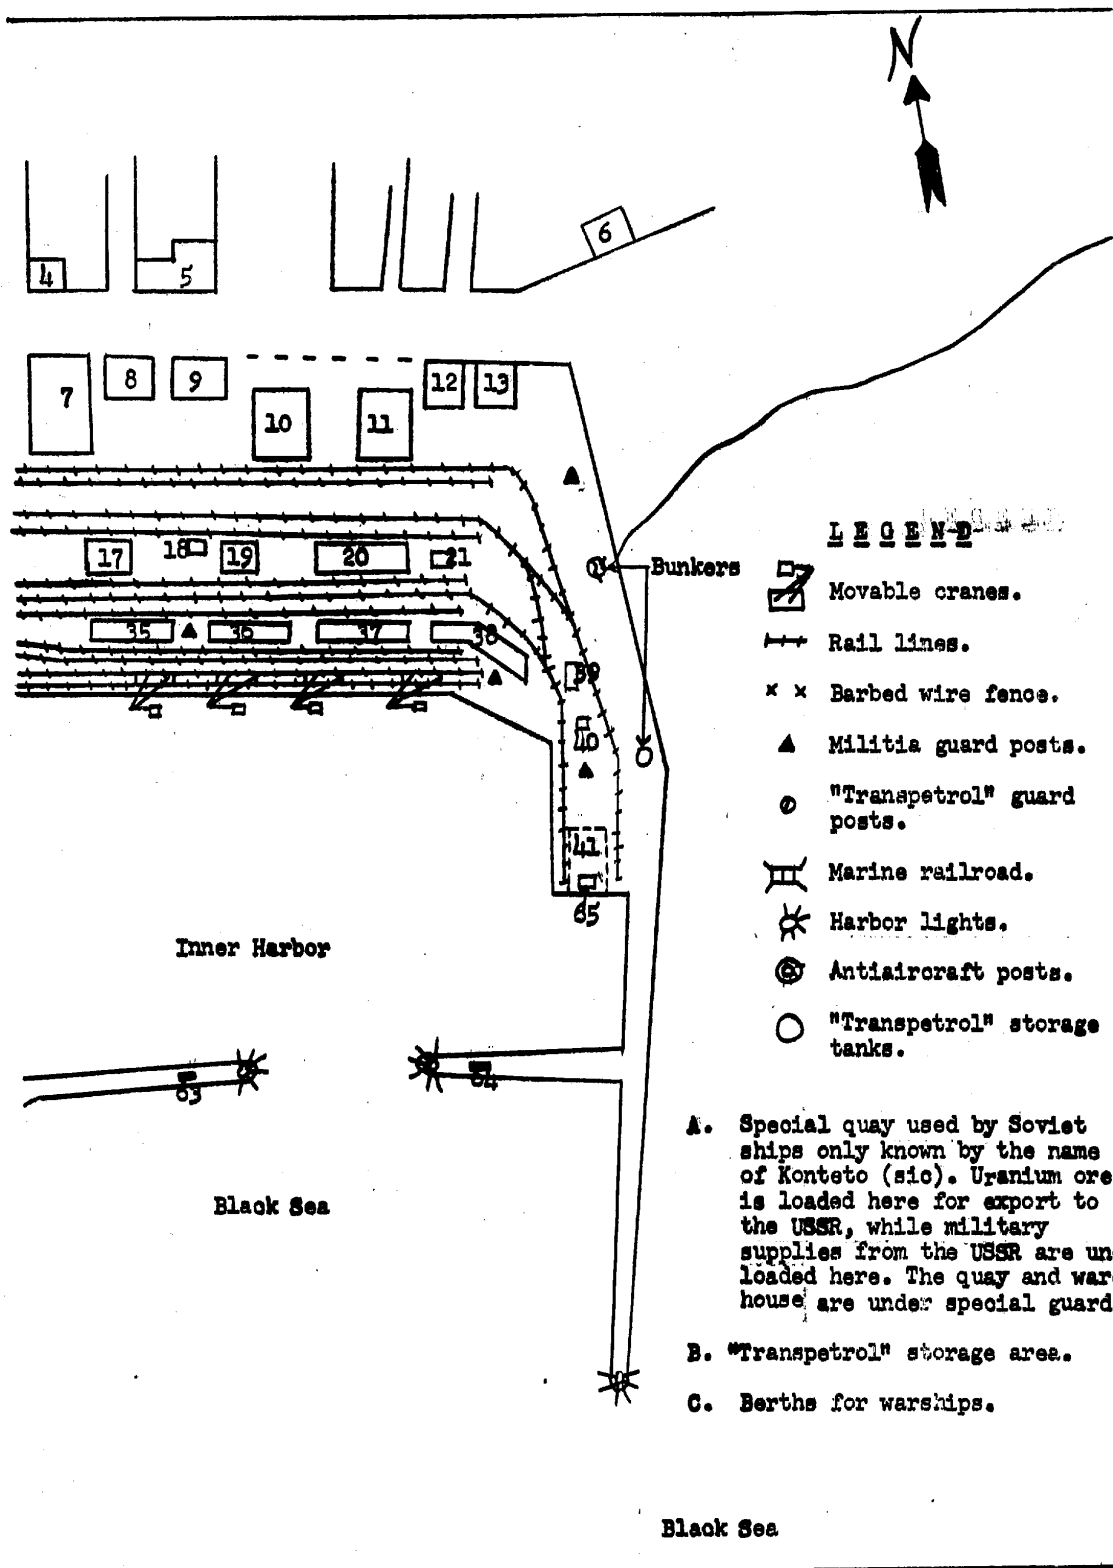 N
6
4
5
7
8
9
10
11
12
13
17
18
19
20
21
Bunkers
35
36
37
38
39
40
41
65
Inner Harbor
63
64
Black Sea
Black Sea
LEGEND
Movable cranes.
Rail lines.
Barbed wire fence.
Militia guard posts.
"Transpetrol" guard
posts.
Marine railroad.
Harbor lights.
Antiaircraft posts.
"Transpetrol" storage
tanks.
A. Special quay used by Soviet
ships only known by the name
of Konteto (sic). Uranium ore
is loaded here for export to
the USSR, while military
supplies from the USSR are un
loaded here. The quay and war
house are under special guard
B. "Transpetrol" storage area.
C. Berths for warships.